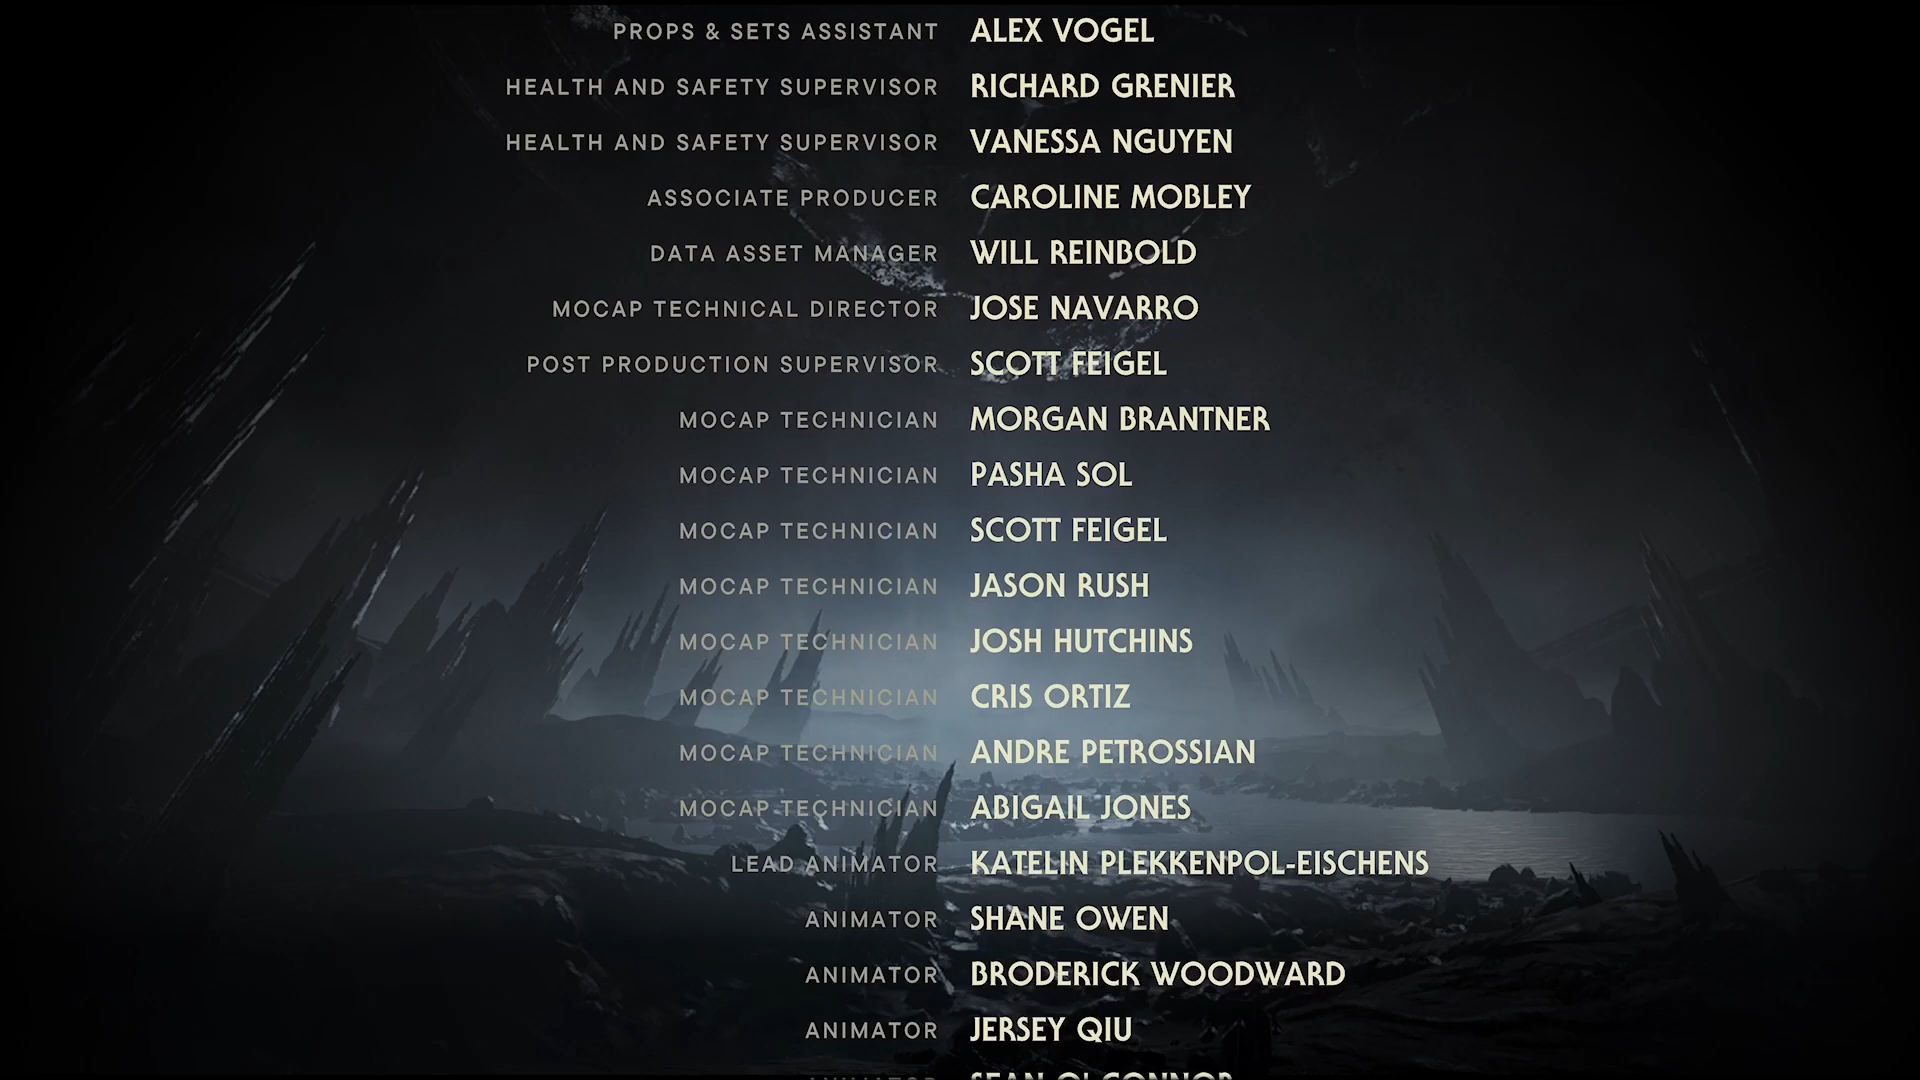 PROPS & SETS ASSISTANT ALEX VOGEL
HEALTH AND SAFETY SUPERVISOR RICHARD GRENIER
HEALTH AND SAFETY SUPERVISOR VANESSA NGUYEN
ASSOCIATE PRODUCER CAROLINE MOBLEY
DATA ASSET MANAGER WILL REINBOLD
MOCAP TECHNICAL DIRECTOR JOSE NAVARRO
POST PRODUCTION SUPERVISOR SCOTT FEIGEL
MOCAP TECHNICIAN MORGAN BRANTNER
MOCAP TECHNICIAN PASHA SOL
MOCAP TECHNICIAN SCOTT FEIGEL
MOCAP TECHNICIAN JASON RUSH
MOCAP TECHNICIAN JOSH HUTCHINS
MOCAP TECHNICIAN CRIS ORTIZ
MOCAP TECHNICIAN ANDRE PETROSSIAN
MOCAP TECHNICIAN ABIGAIL JONES
LEAD ANIMATOR KATELIN PLEKKENPOL-EISCHENS
ANIMATOR SHANE OWEN
ANIMATOR BRODERICK WOODWARD
ANIMATOR JERSEY QIU
ANIMATOR SEAN O'CONNOR